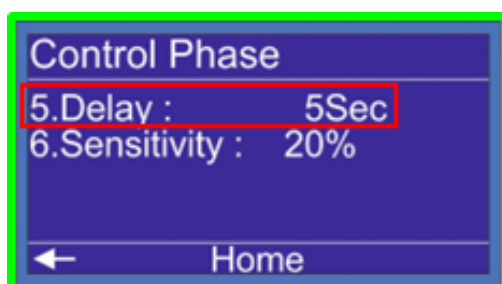 Control Phase
5.Delay : 5Sec
6.Sensitivity : 20%
← Home